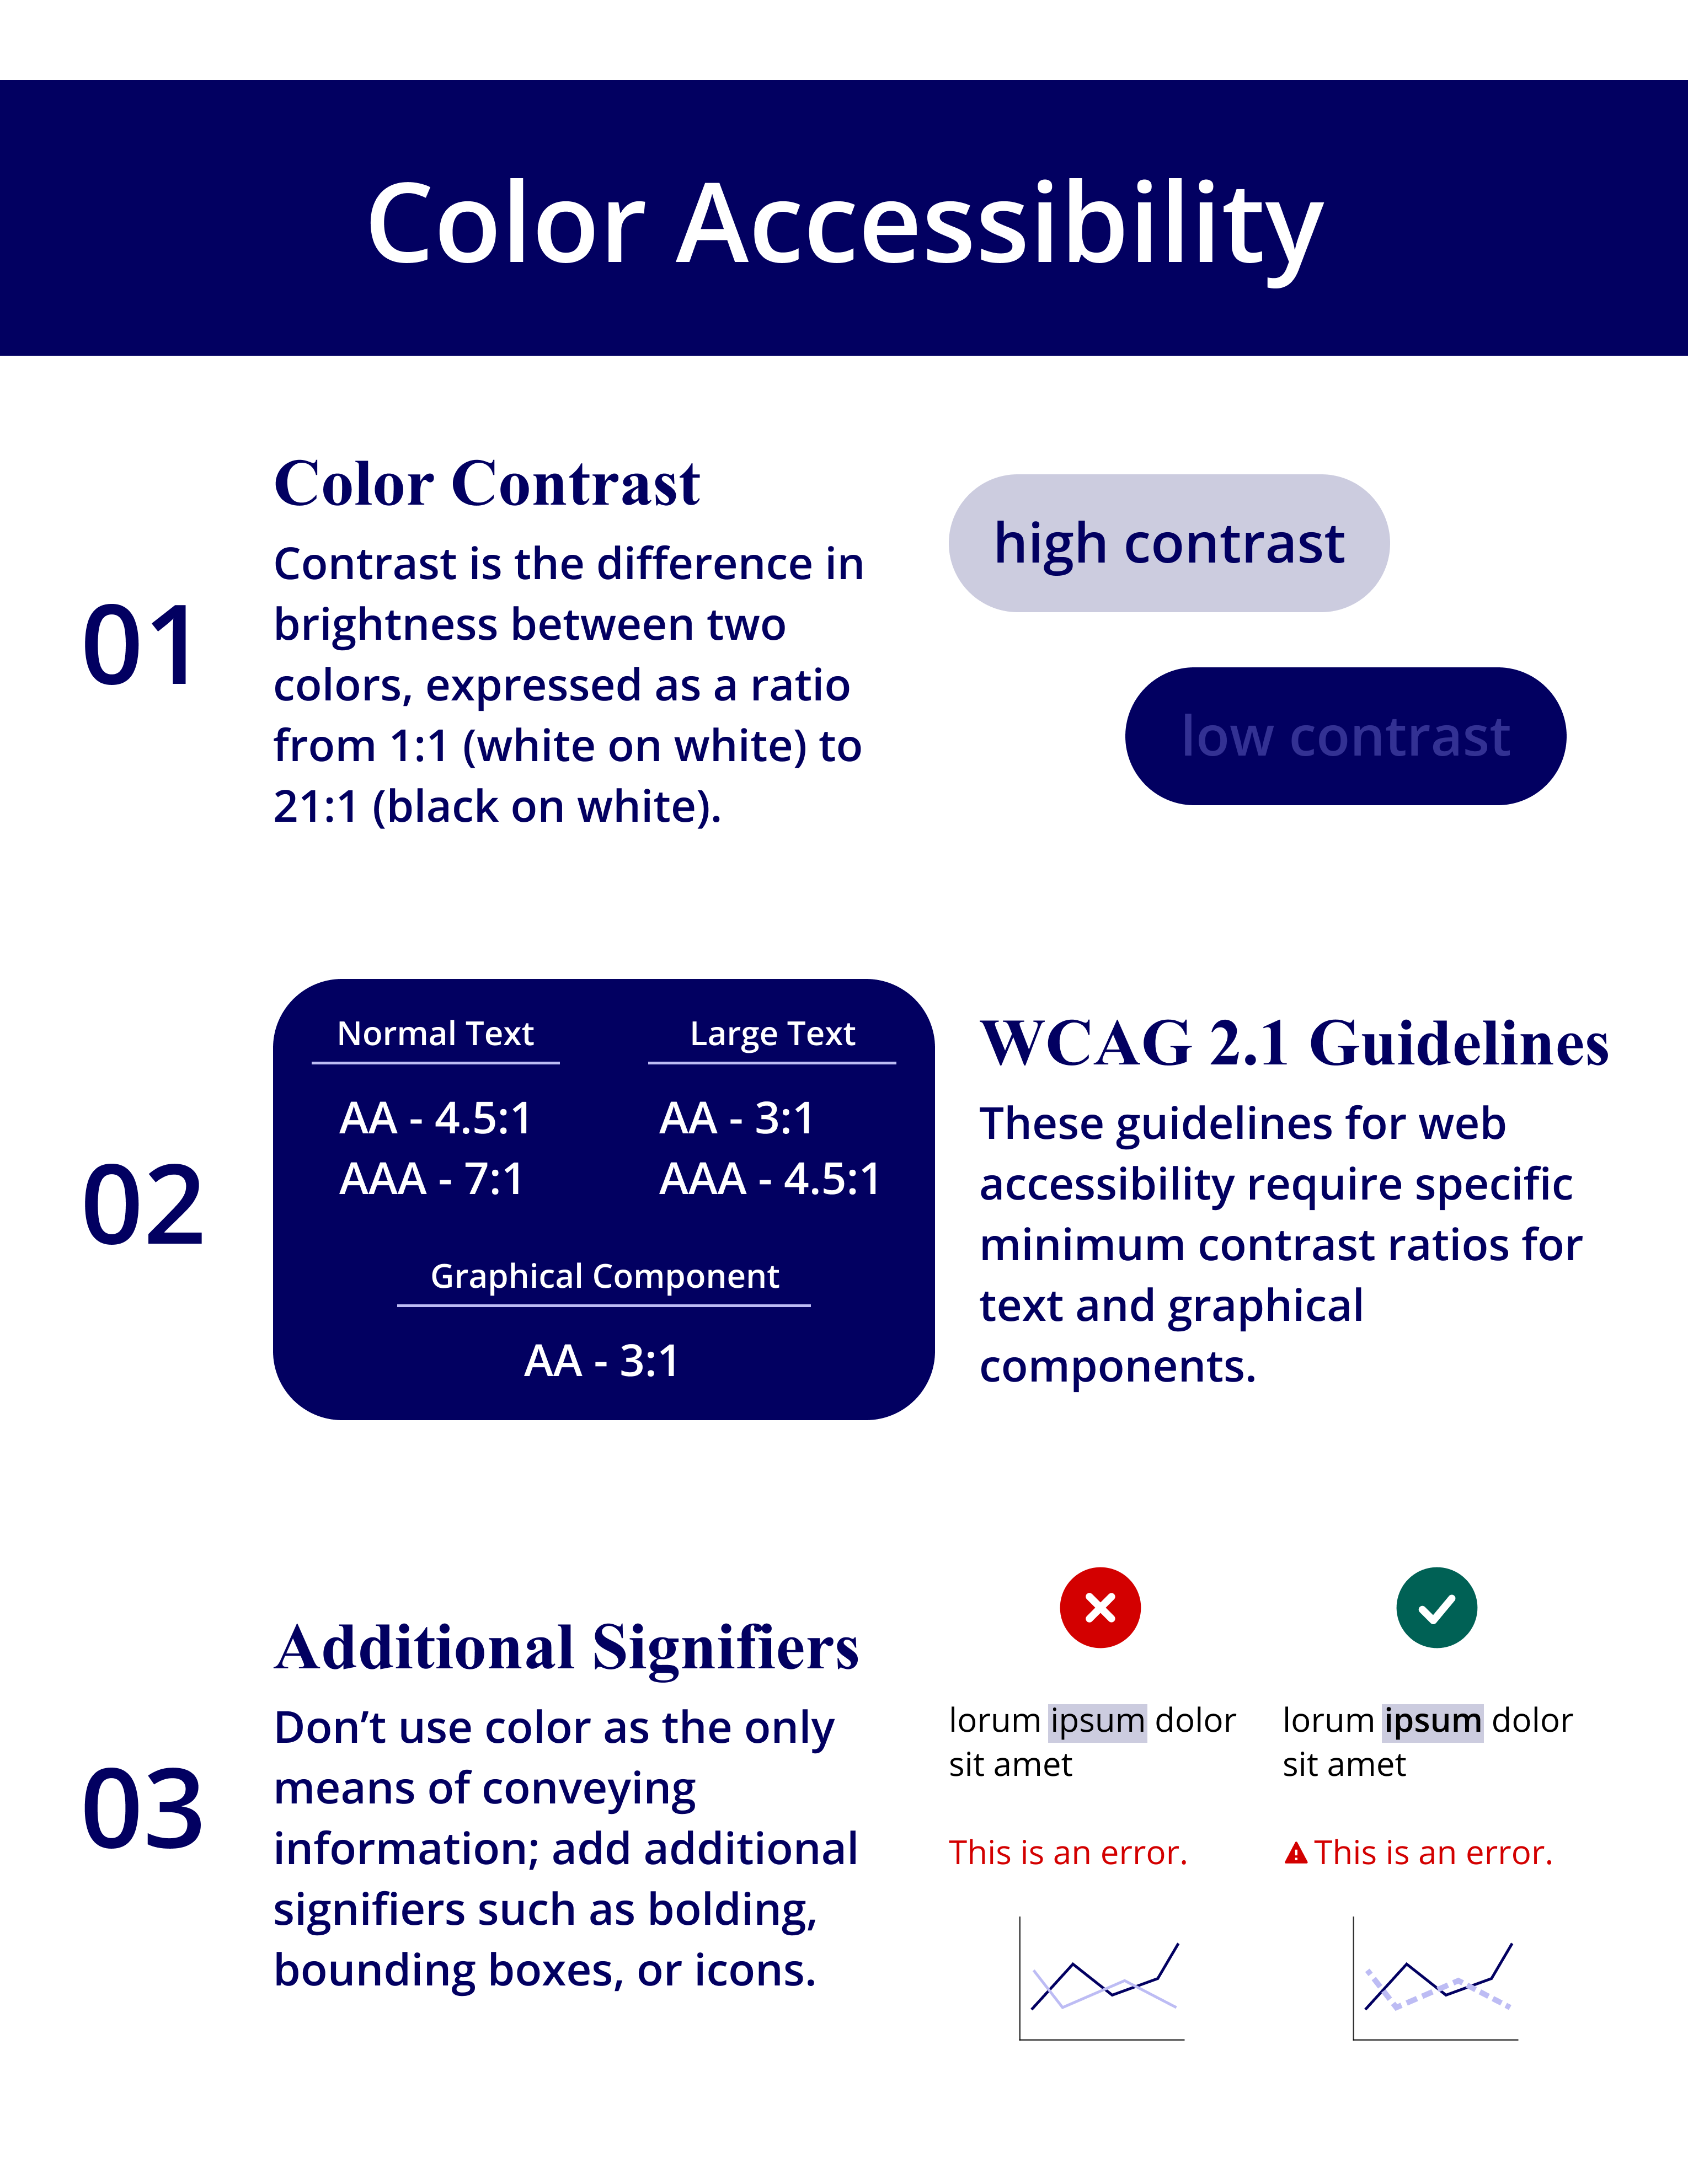 Color Accessibility
01
Color Contrast
Contrast is the difference in
brightness between two
colors, expressed as a ratio
from 1:1 (white on white) to
21:1 (black on white).
high contrast
low contrast
02
Normal Text
AA - 4.5:1
AAA - 7:1
Large Text
AA - 3:1
AAA - 4.5:1
Graphical Component
AA - 3:1
WCAG 2.1 Guidelines
These guidelines for web
accessibility require specific
minimum contrast ratios for
text and graphical
components.
03
Additional Signifiers
Don’t use color as the only
means of conveying
information; add additional
signifiers such as bolding,
bounding boxes, or icons.
lorum ipsum dolor
sit amet
This is an error.
lorum ipsum dolor
sit amet
This is an error.